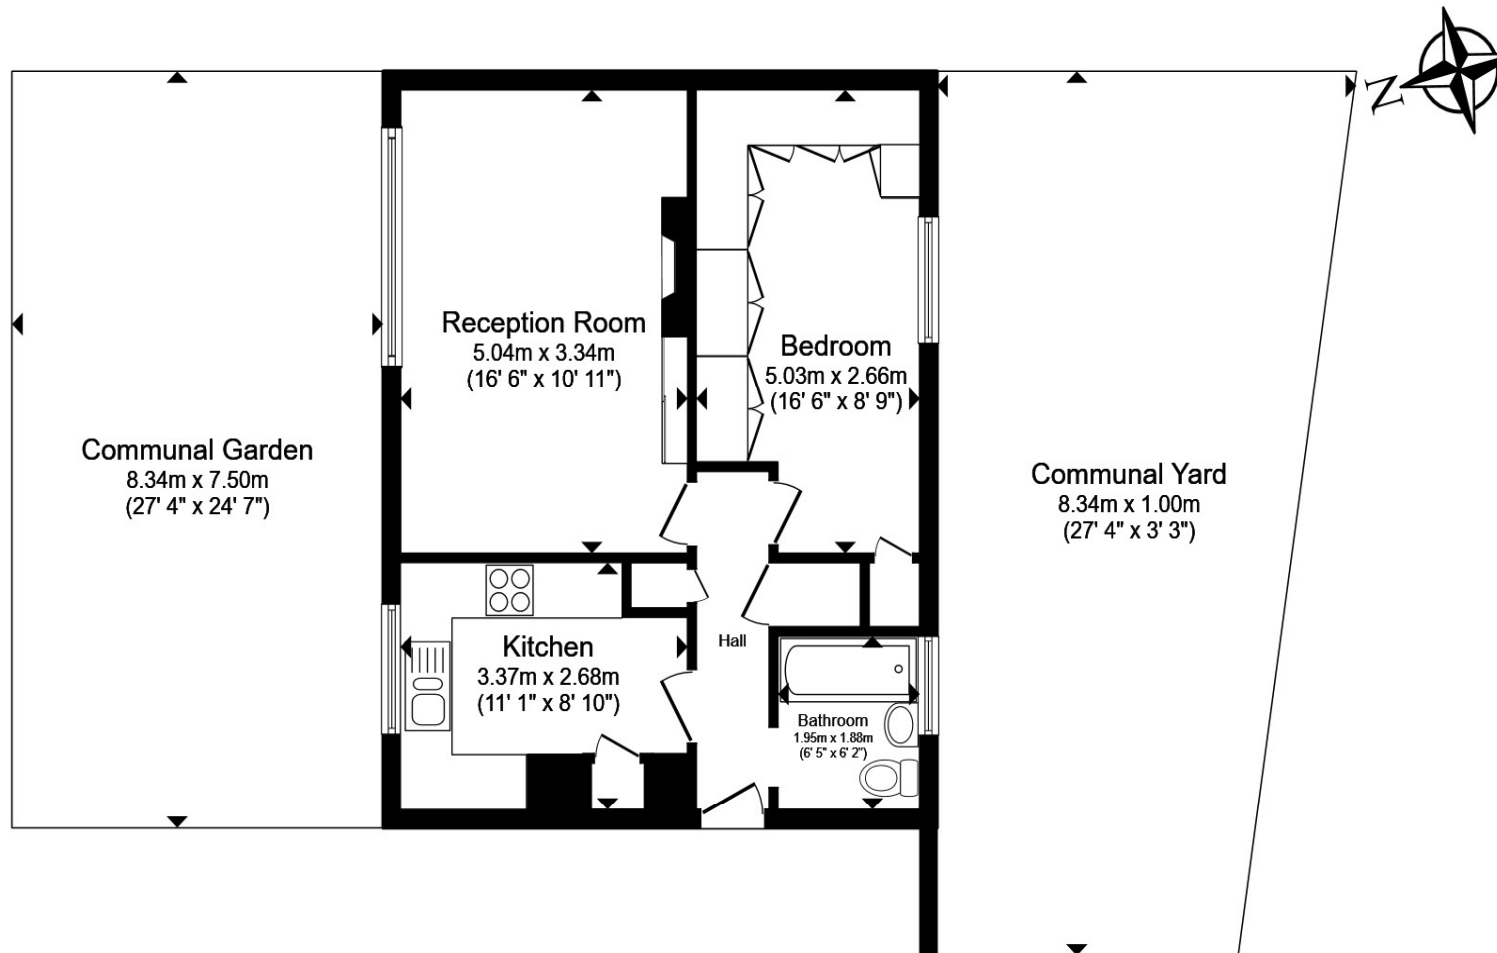 N
Reception Room
5.04m x 3.34m
(16' 6" x 10' 11")
Bedroom
5.03m x 2.66m
(16' 6" x 8' 9")
Communal Garden
8.34m x 7.50m
(27' 4" x 24' 7")
Communal Yard
8.34m x 1.00m
(27' 4" x 3' 3")
Kitchen
3.37m x 2.68m
(11' 1" x 8' 10")
Hall
Bathroom
1.95m x 1.88m
(6' 5" x 6' 2")